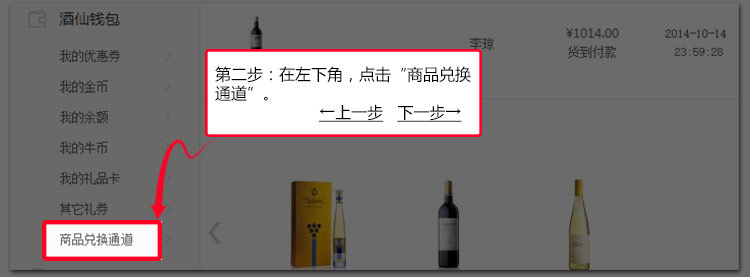 酒仙钱包
我的优惠券
我的金币
我的余额
我的牛币
我的礼品卡
其它礼券
商品兑换通道
李琼
¥1014.00
货到付款
2014-10-14
23:59:28
第二步：在左下角，点击“商品兑换
通道”。
←上一步 下一步→